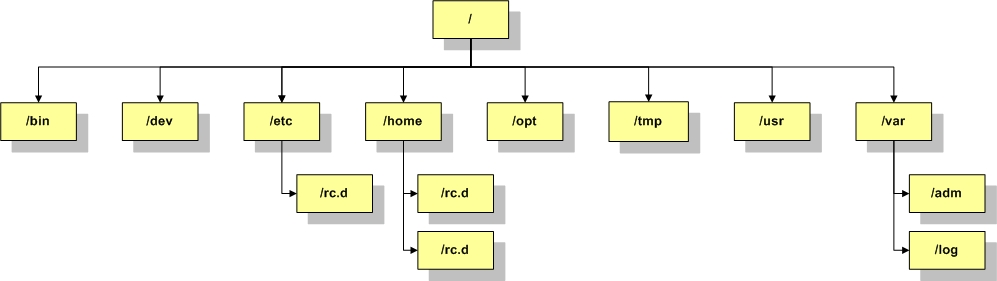 /
/bin
/dev
/etc
/home
/opt
/tmp
/usr
/var
/rc.d
/rc.d
/adm
/rc.d
/log